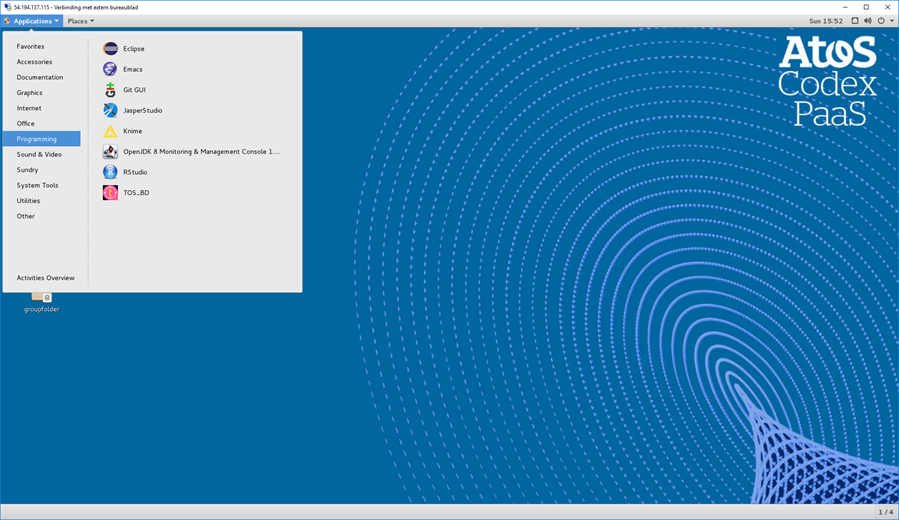 54.194.137.115 - Verbinding met extern bureaublad
Applications Places Sun 15:52
Favorites
Accessories
Documentation
Graphics
Internet
Office
Programming
Sound & Video
Sundry
System Tools
Utilities
Other
Activities Overview
Eclipse
Emacs
Git GUI
JasperStudio
Knime
OpenJDK 8 Monitoring & Management Console 1....
RStudio
TOS_BD
groupfolder
Atos
Codex
PaaS
1 / 4